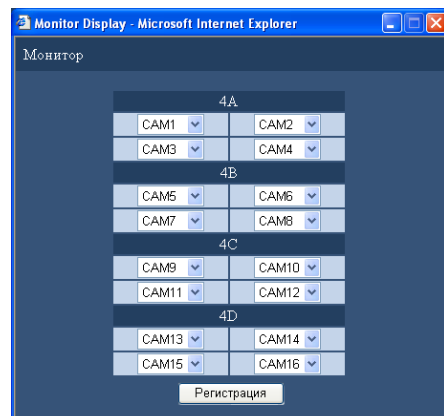 Monitor Display - Microsoft Internet Explorer
Монитор
4A
CAM1 CAM2
CAM3 CAM4
4B
CAM5 CAM6
CAM7 CAM8
4C
CAM9 CAM10
CAM11 CAM12
4D
CAM13 CAM14
CAM15 CAM16
Регистрация